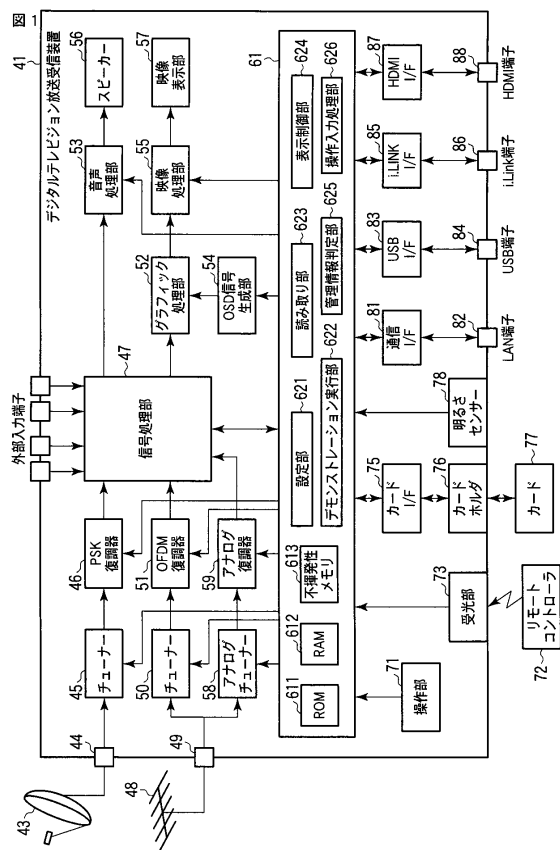 図 1
41
デジタルテレビジョン放送受信装置
43
44
48
49
外部入力端子
45
チューナー
46
PSK
復調器
50
チューナー
51
OFDM
復調器
58
アナログ
チューナー
59
アナログ
復調器
47
信号処理部
52
グラフィック
処理部
54
OSD信号
生成部
53
音声
処理部
55
映像
処理部
56
スピーカー
57
映像
表示部
61
611
ROM
612
RAM
613
不揮発性
メモリ
621
設定部
622
デモンストレーション実行部
623
読み取り部
625
管理情報判定部
624
表示制御部
626
操作入力処理部
71
操作部
73
受光部
72
リモート
コントローラ
75
カード
I/F
76
カード
ホルダ
77
カード
78
明るさ
センサー
81
通信
I/F
82
LAN端子
83
USB
I/F
84
USB端子
85
i.LINK
I/F
86
i.Link端子
87
HDMI
I/F
88
HDMI端子